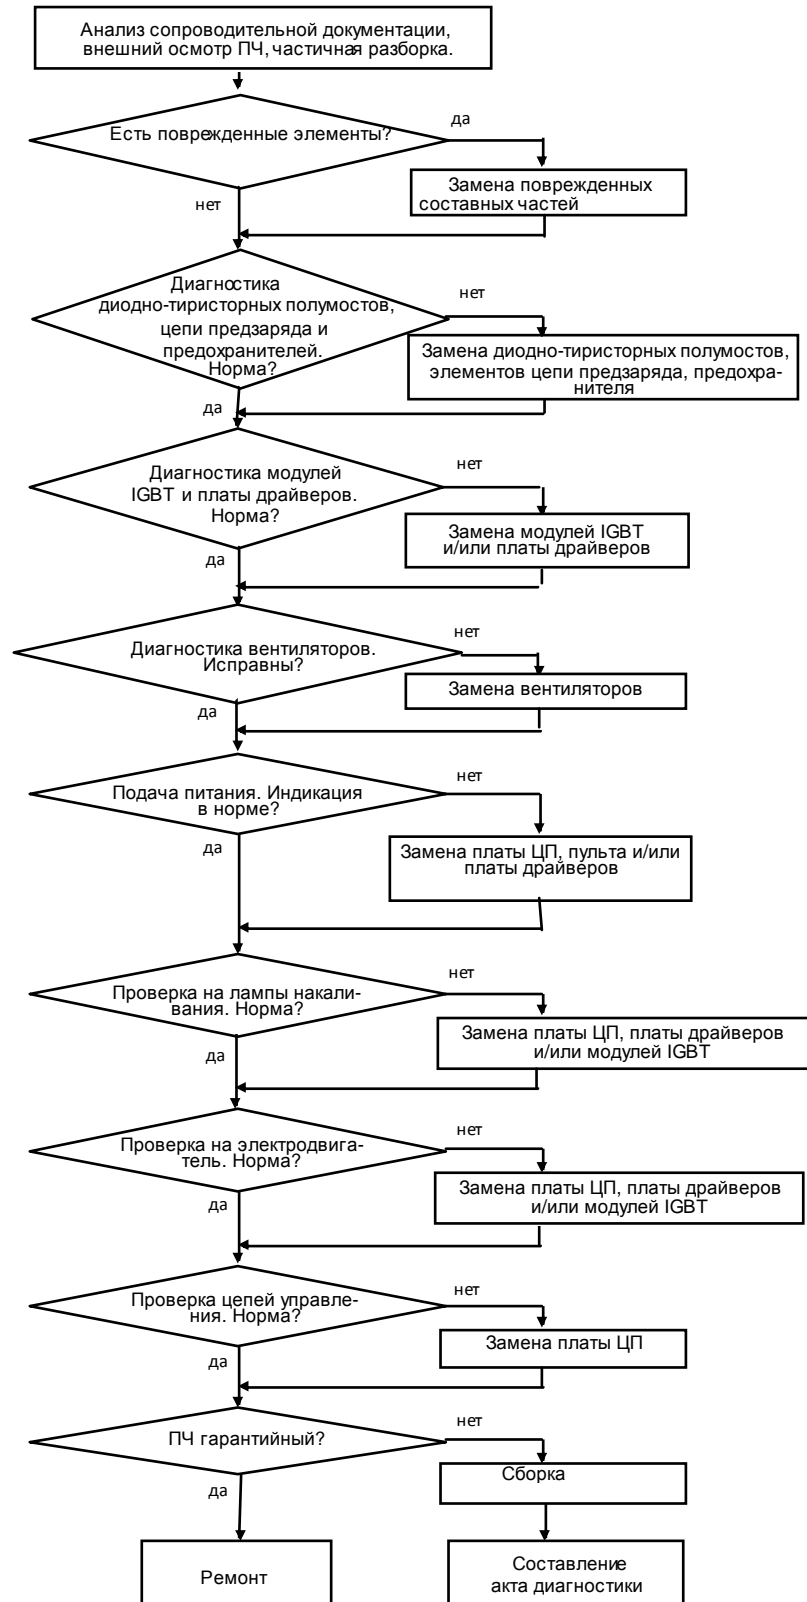 Анализ сопроводительной документации,
внешний осмотр ПЧ, частичная разборка.
Есть поврежденные элементы?
да
Замена поврежденных
составных частей
нет
Диагностика
диодно-тиристорных полумостов,
цепи предзаряда и
предохранителей.
Норма?
нет
Замена диодно-тиристорных полумостов,
элементов цепи предзаряда, предохра-
нителя
да
Диагностика модулей
IGBT и платы драйверов.
Норма?
нет
Замена модулей IGBT
и/или платы драйверов
да
Диагностика вентиляторов.
Исправны?
нет
Замена вентиляторов
да
Подача питания. Индикация
в норме?
нет
Замена платы ЦП, пульта и/или
платы драйверов
да
Проверка на лампы накали-
вания. Норма?
нет
Замена платы ЦП, платы драйверов
и/или модулей IGBT
да
Проверка на электродвига-
тель. Норма?
нет
Замена платы ЦП, платы драйверов
и/или модулей IGBT
да
Проверка цепей управле-
ния. Норма?
нет
Замена платы ЦП
да
ПЧ гарантийный?
нет
Сборка
да
Ремонт
Составление
акта диагностики